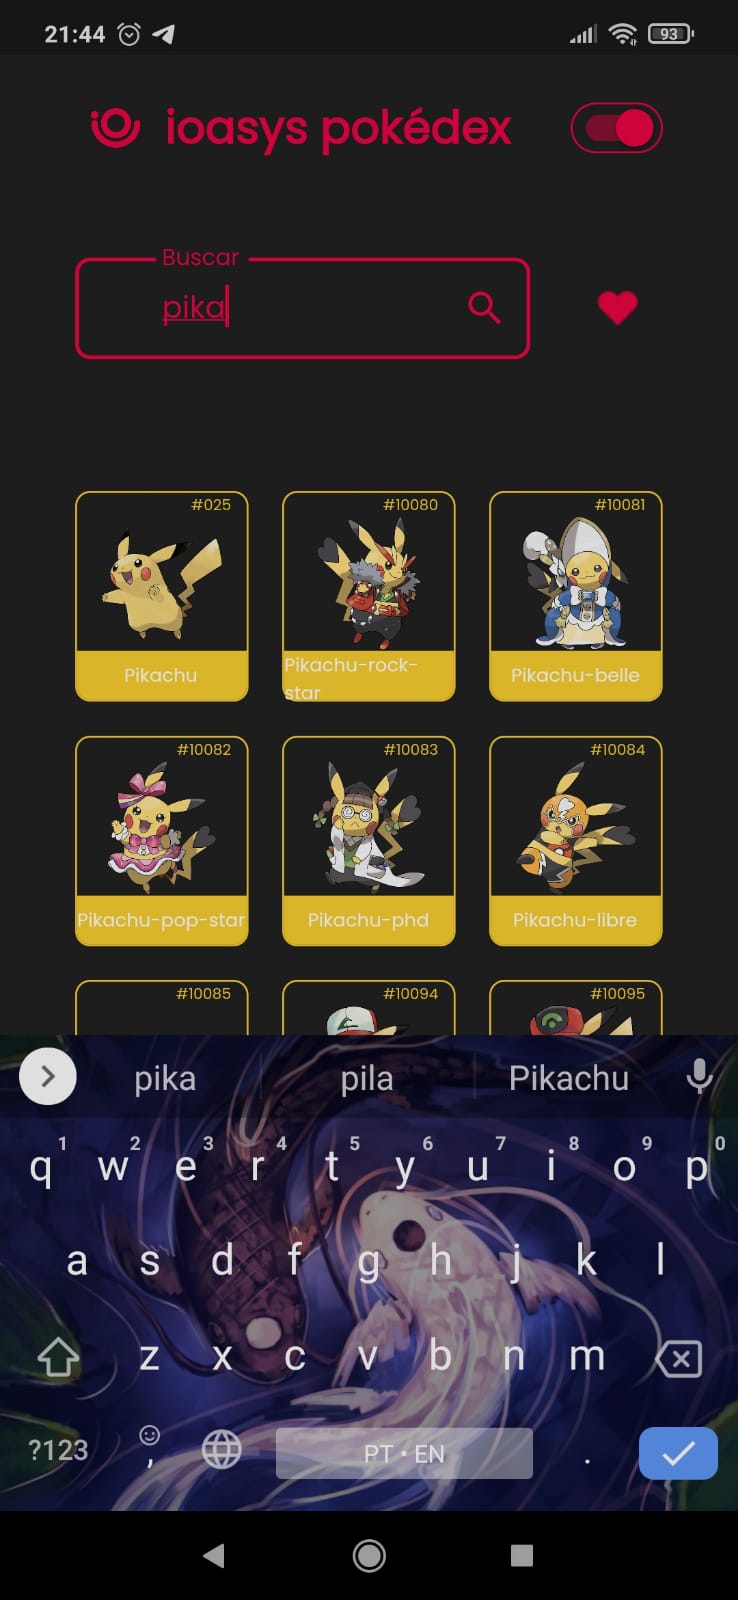 21:44
93
ioasys pokédex
Buscar
pika
#025
#10080
#10081
Pikachu
Pikachu-rock-
star
Pikachu-belle
#10082
#10083
#10084
Pikachu-pop-star
Pikachu-phd
Pikachu-libre
#10085
#10094
#10095
pika
pila
Pikachu
1 2 3 4 5 6 7 8 9 0
q w e r t y u i o p
a s d f g h j k l
z x c v b n m
?123
,
PT • EN
.